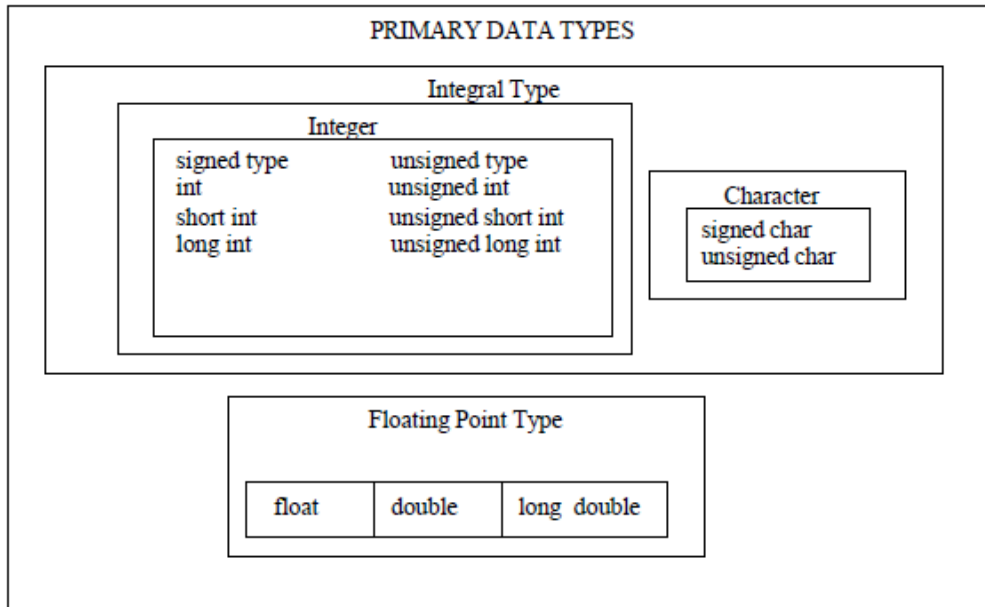 PRIMARY DATA TYPES
Integral Type
Integer
signed type unsigned type
int unsigned int
short int unsigned short int
long int unsigned long int
Character
signed char
unsigned char
Floating Point Type
float double long double